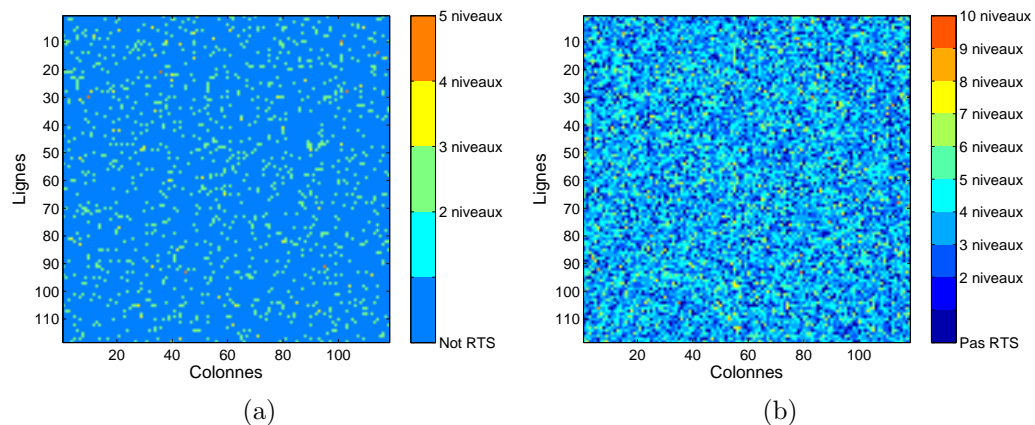 5 niveaux
4 niveaux
3 niveaux
2 niveaux
Not RTS
10
20
30
40
50
60
70
80
90
100
110
Lignes
20
40
60
80
100
Colonnes
(a)
10 niveaux
9 niveaux
8 niveaux
7 niveaux
6 niveaux
5 niveaux
4 niveaux
3 niveaux
2 niveaux
Pas RTS
10
20
30
40
50
60
70
80
90
100
110
Lignes
20
40
60
80
100
Colonnes
(b)